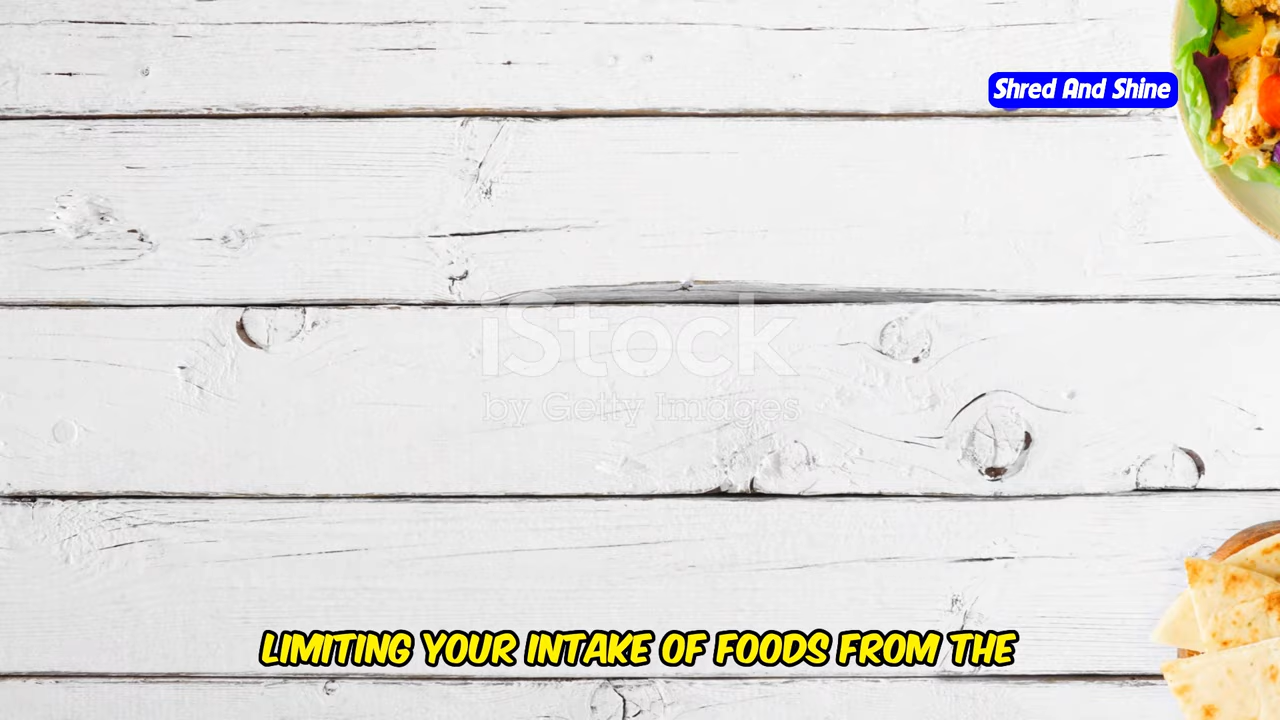 Shred And Shine
iStock
by Getty Images
LIMITING YOUR INTAKE OF FOODS FROM THE